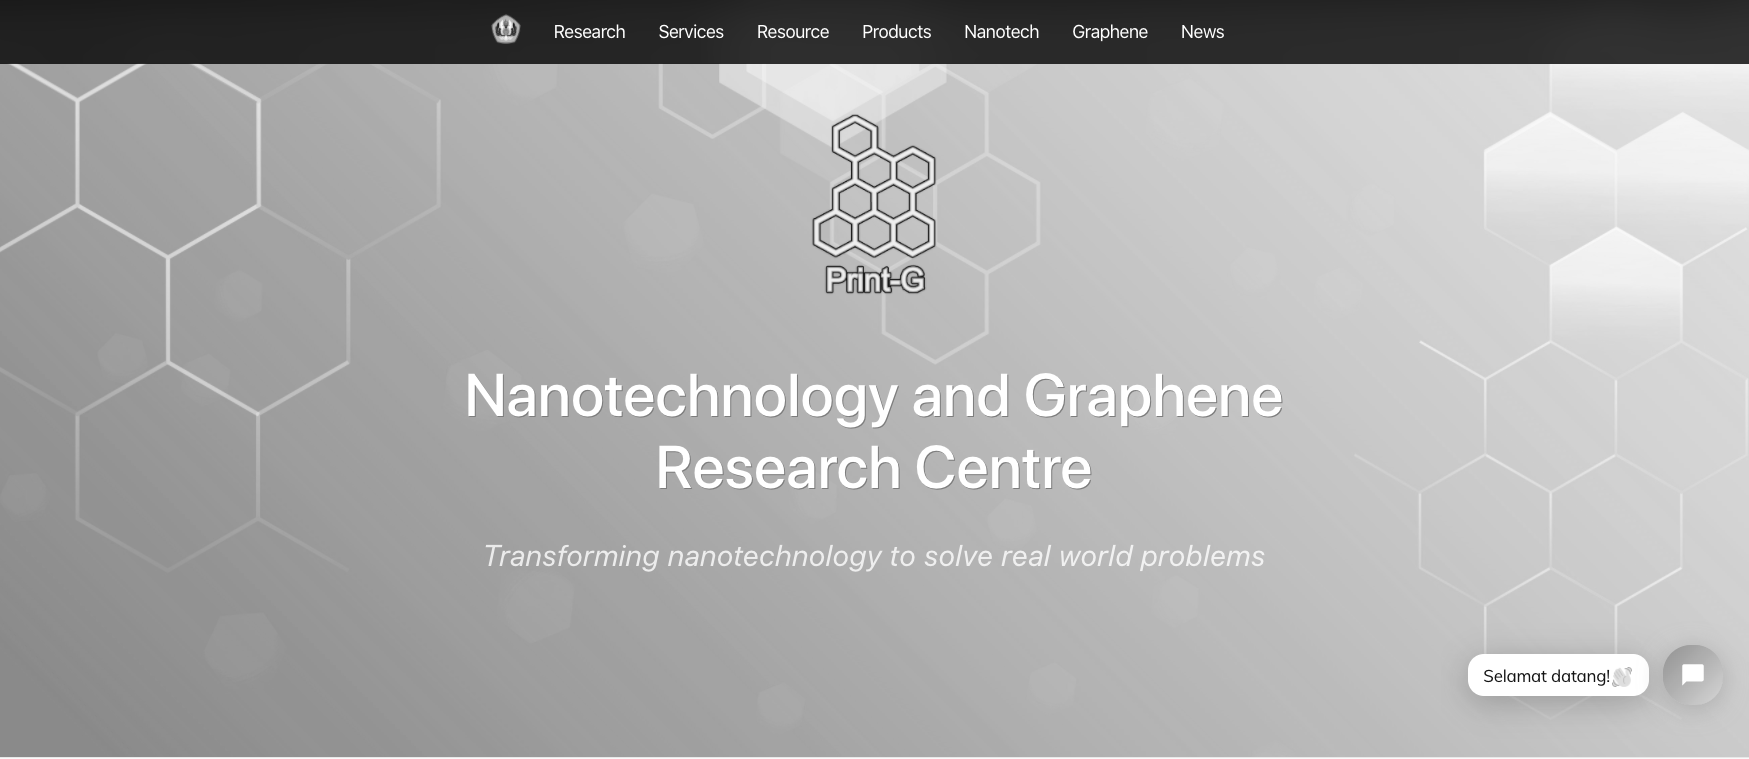 Research Services Resource Products Nanotech Graphene News
Print-G
Nanotechnology and Graphene
Research Centre
Transforming nanotechnology to solve real world problems
Selamat datang!👋